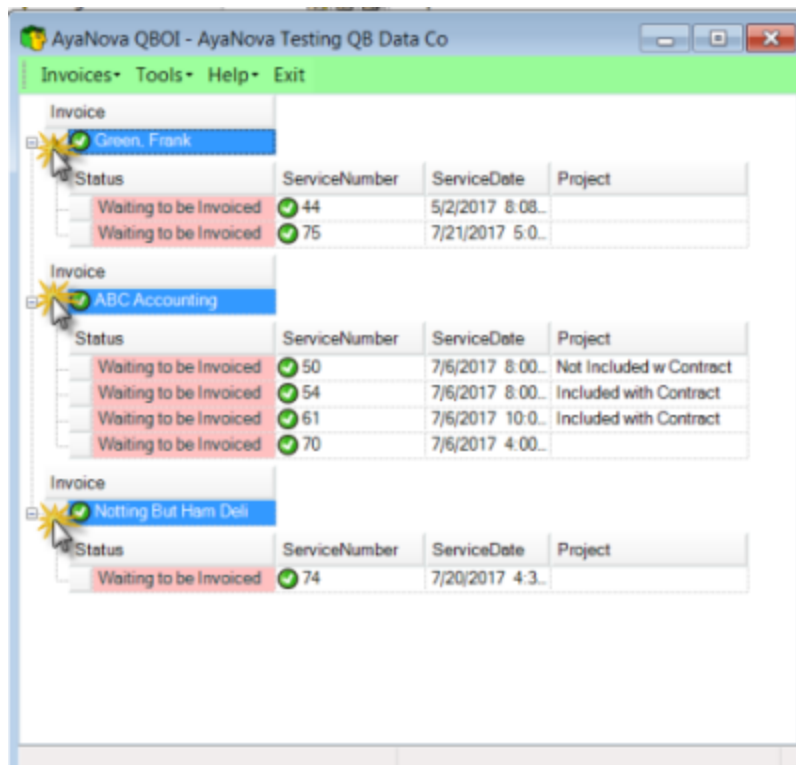 AyaNova QBOI - AyaNova Testing QB Data Co
Invoices Tools Help Exit
Invoice
Green, Frank
Status ServiceNumber ServiceDate Project
Waiting to be Invoiced 44 5/2/2017 8:08...
Waiting to be Invoiced 75 7/21/2017 5:0...
Invoice
ABC Accounting
Status ServiceNumber ServiceDate Project
Waiting to be Invoiced 50 7/6/2017 8:00... Not Included w Contract
Waiting to be Invoiced 54 7/6/2017 8:00... Included with Contract
Waiting to be Invoiced 61 7/6/2017 10:0... Included with Contract
Waiting to be Invoiced 70 7/6/2017 4:00...
Invoice
Notting But Ham Deli
Status ServiceNumber ServiceDate Project
Waiting to be Invoiced 74 7/20/2017 4:3...